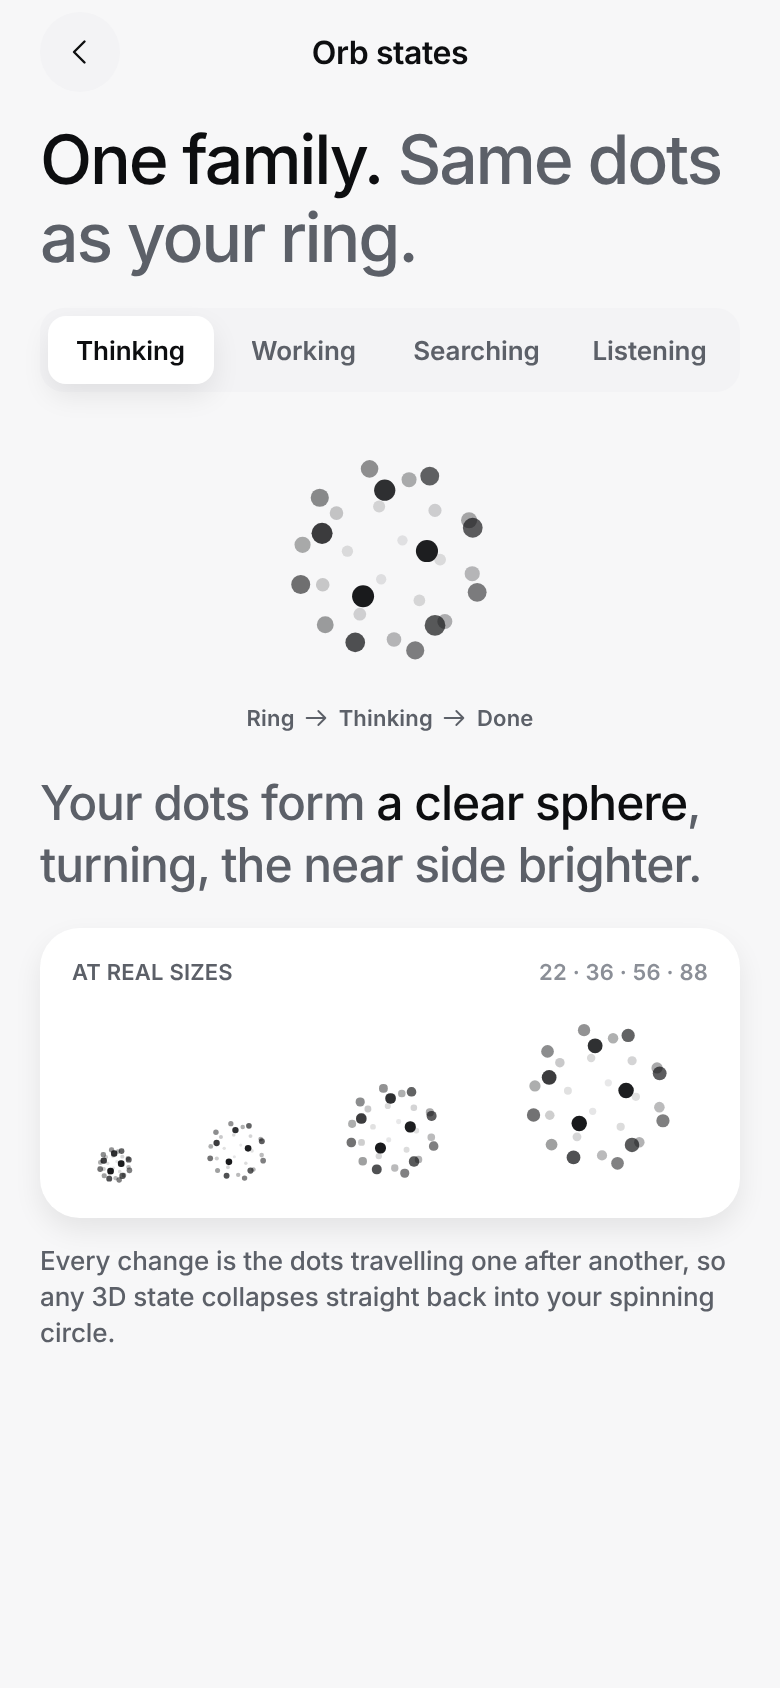 Orb states
One family. Same dots
as your ring.
Thinking Working Searching Listening
Ring → Thinking → Done
Your dots form a clear sphere,
turning, the near side brighter.
AT REAL SIZES 22 · 36 · 56 · 88
Every change is the dots travelling one after another, so
any 3D state collapses straight back into your spinning
circle.